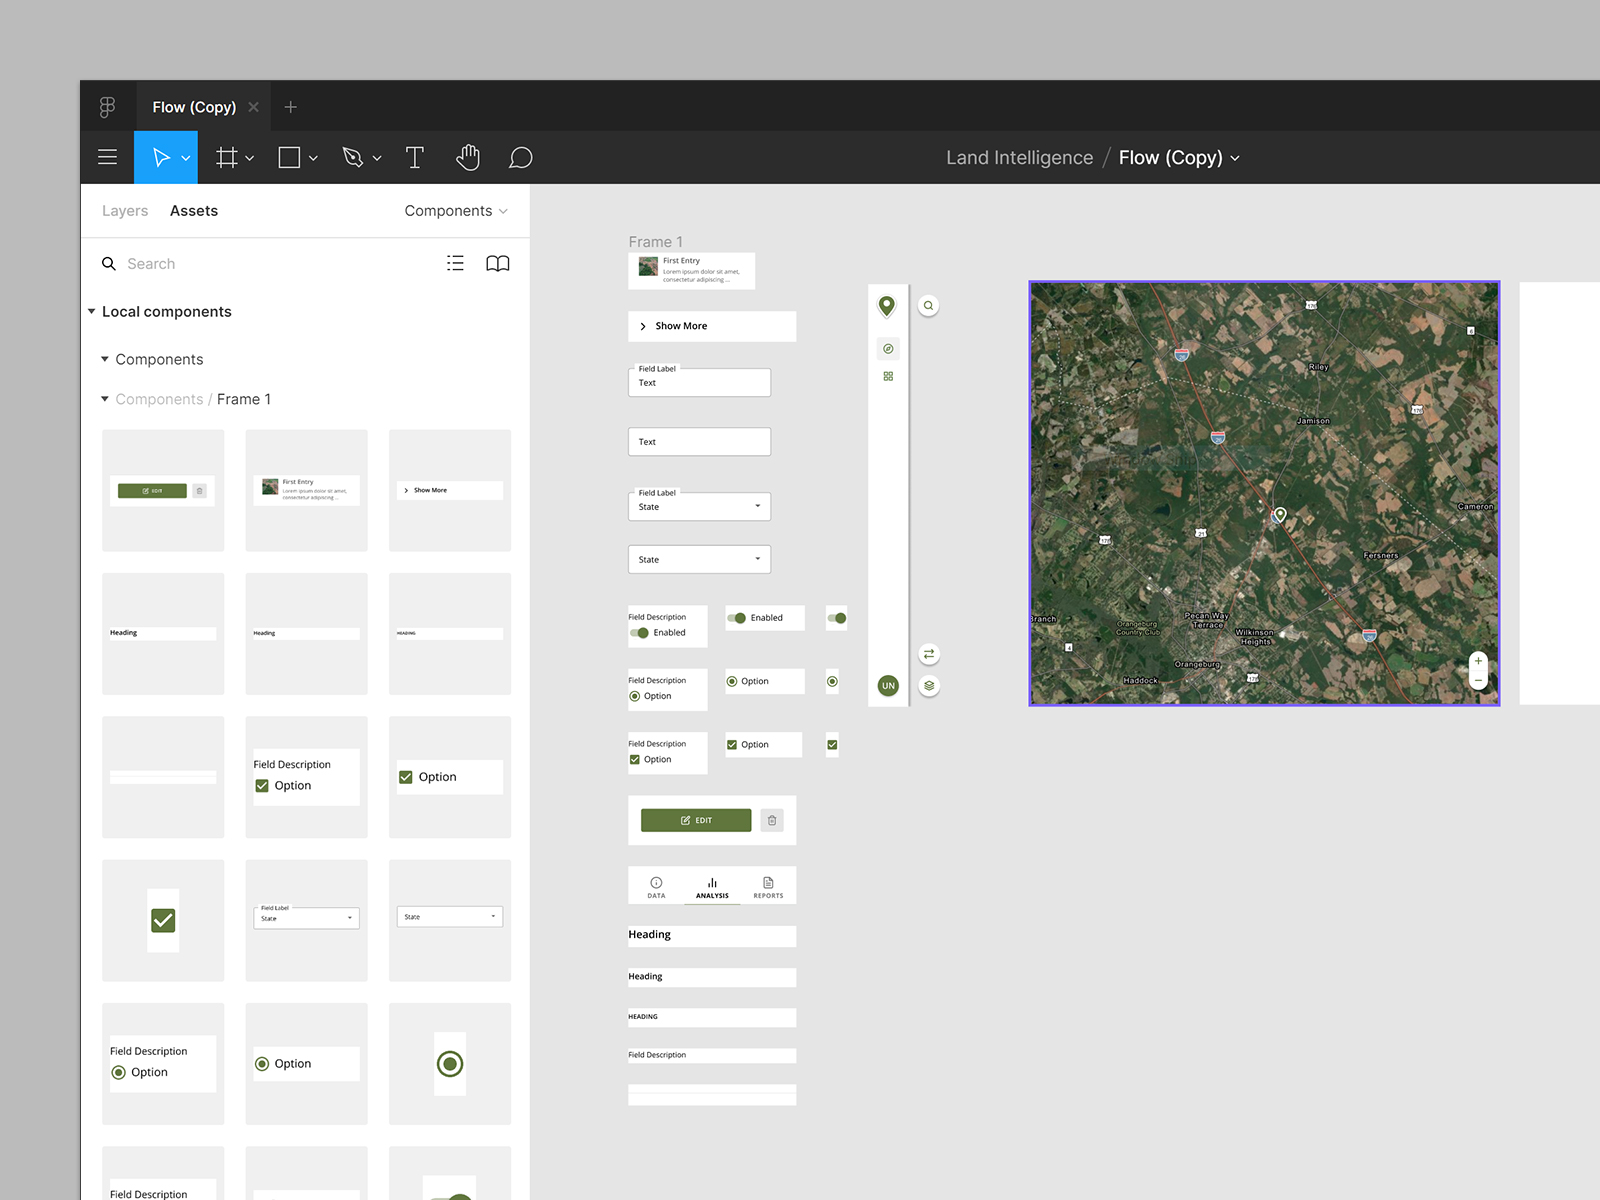 Flow (Copy)
Land Intelligence / Flow (Copy)
Layers Assets Components
Search
Local components
Components
Components / Frame 1
EDIT
First Entry
Lorem ipsum dolor sit amet,
consectetur adipiscing ...
Show More
Heading
Heading
HEADING
Field Description
Option
Option
Field Label
State
State
Field Description
Option
Option
Field Description
Frame 1
First Entry
Lorem ipsum dolor sit amet,
consectetur adipiscing ...
Show More
Field Label
Text
Text
Field Label
State
State
Field Description
Enabled
Enabled
Field Description
Option
Option
Field Description
Option
Option
EDIT
DATA ANALYSIS REPORTS
Heading
Heading
HEADING
Field Description
UN
Riley
Jamison
Cameron
Fersners
Branch
Pecan Way
Terrace
Orangeburg
Country Club
Wilkinson
Heights
Orangeburg
Haddock
26
26
21
4
4
+
−